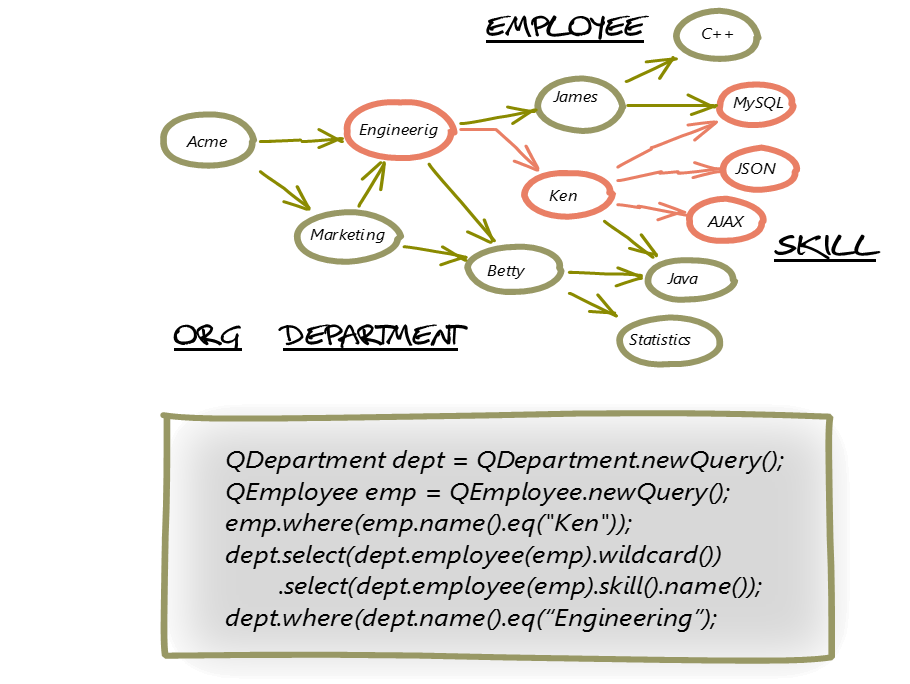 EMPLOYEE
C++
James
MySQL
Engineerig
Acme
JSON
Ken
AJAX
Marketing
SKILL
Betty
Java
ORG DEPARTMENT
Statistics
QDepartment dept = QDepartment.newQuery();
QEmployee emp = QEmployee.newQuery();
emp.where(emp.name().eq("Ken"));
dept.select(dept.employee(emp).wildcard())
.select(dept.employee(emp).skill().name());
dept.where(dept.name().eq(“Engineering”);